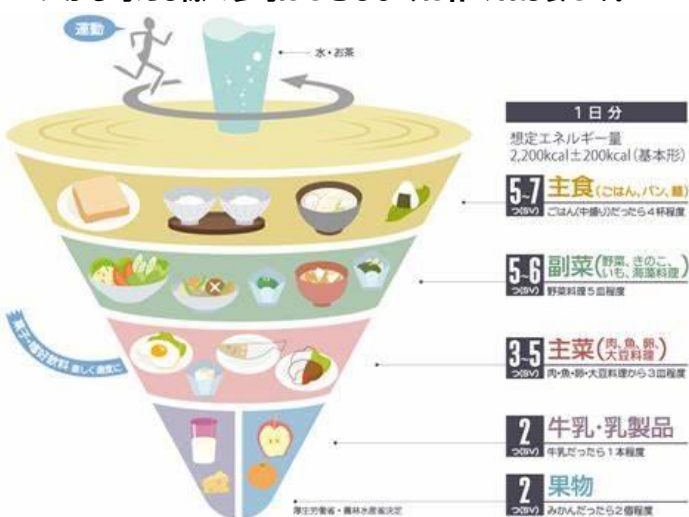 運動
水・お茶
1日分
想定エネルギー量
2,200kcal±200kcal(基本形)
5~7 主食(ごはん、パン、麺)
つ(SV) ごはん(中盛り)だったら4杯程度
5~6 副菜(野菜、きのこ、
いも、海藻料理)
つ(SV) 野菜料理5皿程度
3~5 主菜(肉、魚、卵、
大豆料理)
つ(SV) 肉・魚・卵・大豆料理から3皿程度
菓子・嗜好飲料 楽しく適度に
2 牛乳・乳製品
つ(SV) 牛乳だったら1本程度
2 果物
つ(SV) みかんだったら2個程度
厚生労働省・農林水産省決定